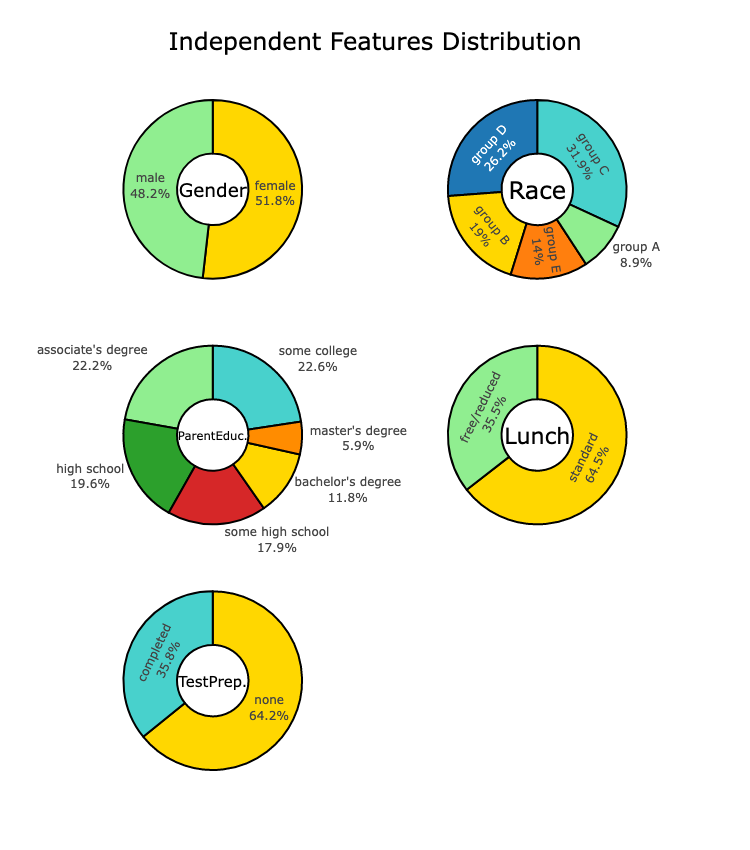 Independent Features Distribution
male
48.2%
Gender
female
51.8%
group D
26.2%
group C
31.9%
Race
group B
19%
group E
14%
group A
8.9%
associate's degree
22.2%
some college
22.6%
ParentEduc.
master's degree
5.9%
high school
19.6%
bachelor's degree
11.8%
some high school
17.9%
free/reduced
35.5%
Lunch
standard
64.5%
completed
35.8%
TestPrep.
none
64.2%